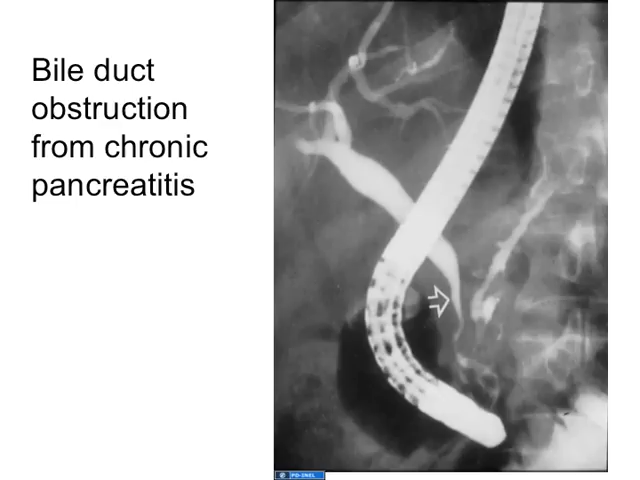 Bile duct
obstruction
from chronic
pancreatitis